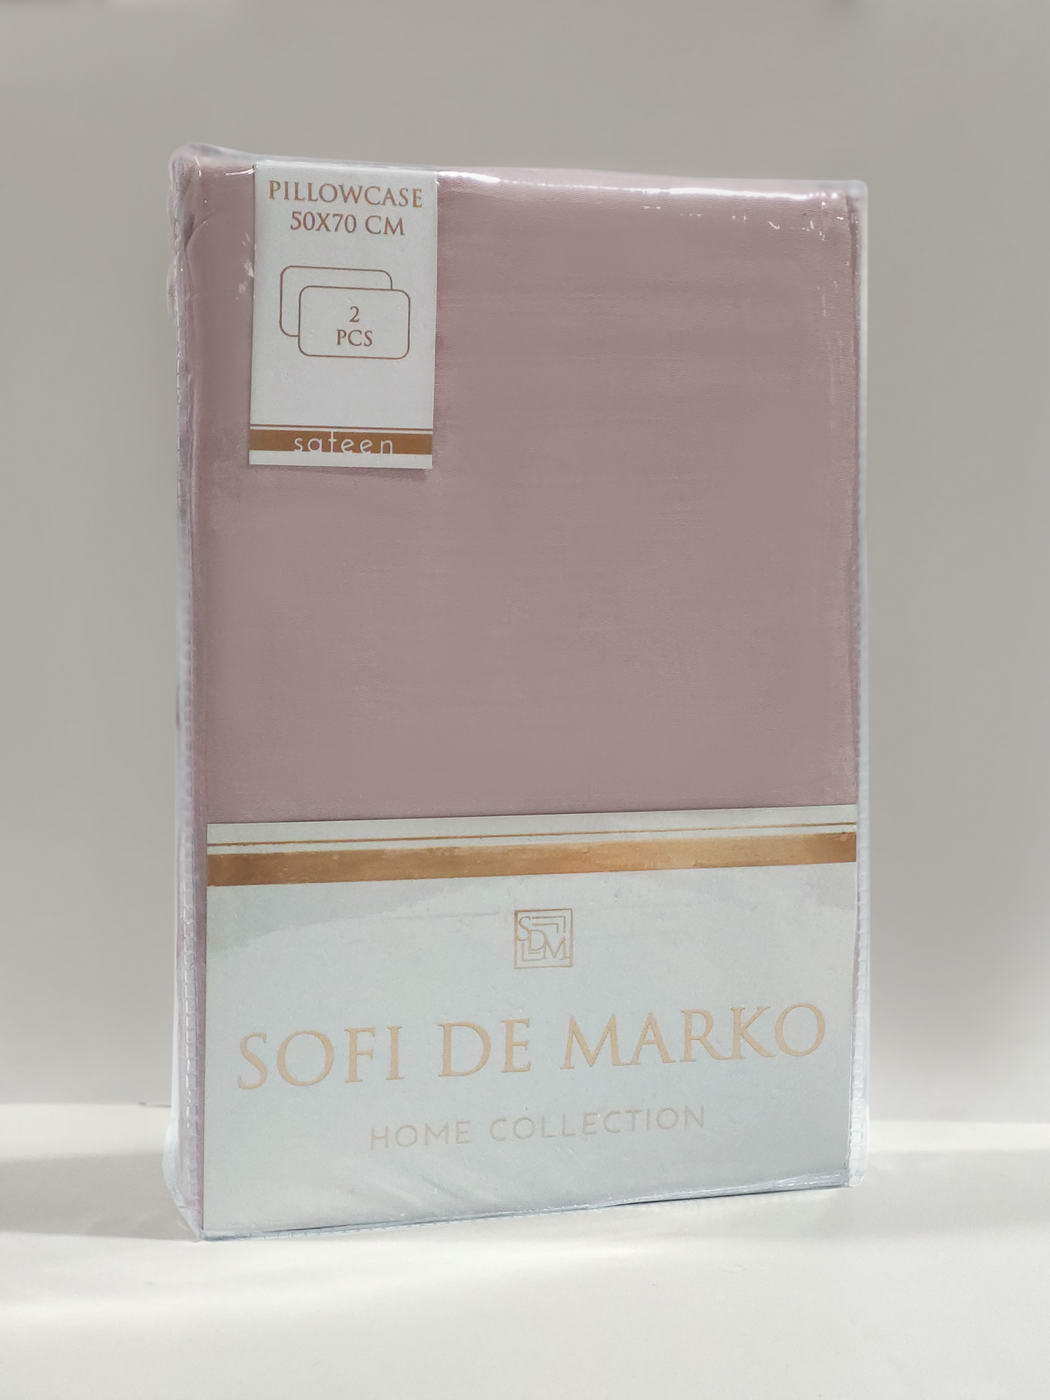 PILLOWCASE
50X70 CM
2
PCS
sateen
SDM
SOFI DE MARKO
HOME COLLECTION